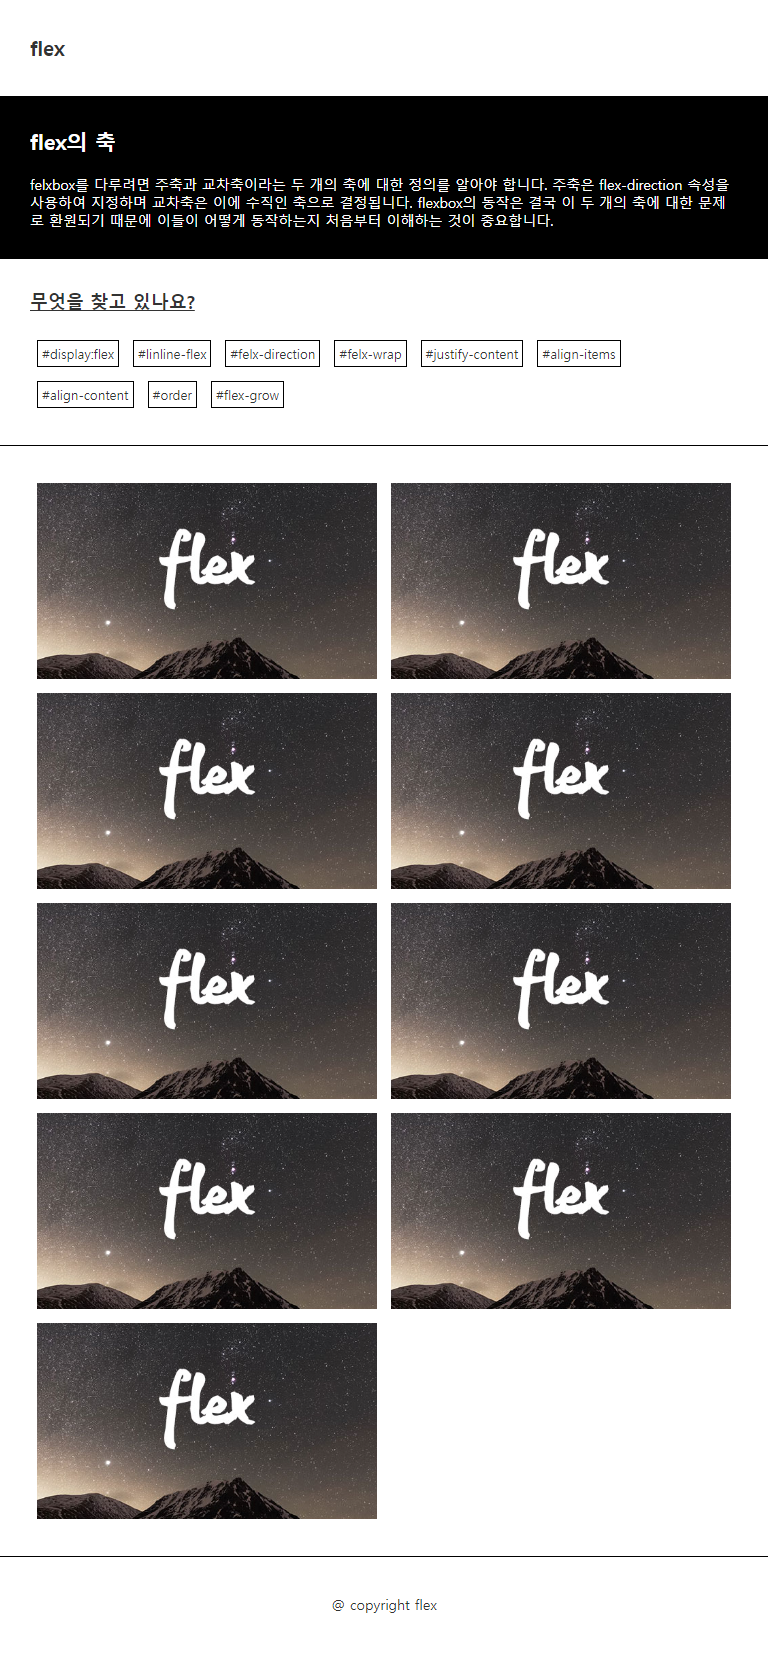 flex
flex의 축
felxbox를 다루려면 주축과 교차축이라는 두 개의 축에 대한 정의를 알아야 합니다. 주축은 flex-direction 속성을
사용하여 지정하며 교차축은 이에 수직인 축으로 결정됩니다. flexbox의 동작은 결국 이 두 개의 축에 대한 문제
로 환원되기 때문에 이들이 어떻게 동작하는지 처음부터 이해하는 것이 중요합니다.
무엇을 찾고 있나요?
#display:flex #linline-flex #felx-direction #felx-wrap #justify-content #align-items
#align-content #order #flex-grow
flex flex
flex flex
flex flex
flex flex
flex
@ copyright flex